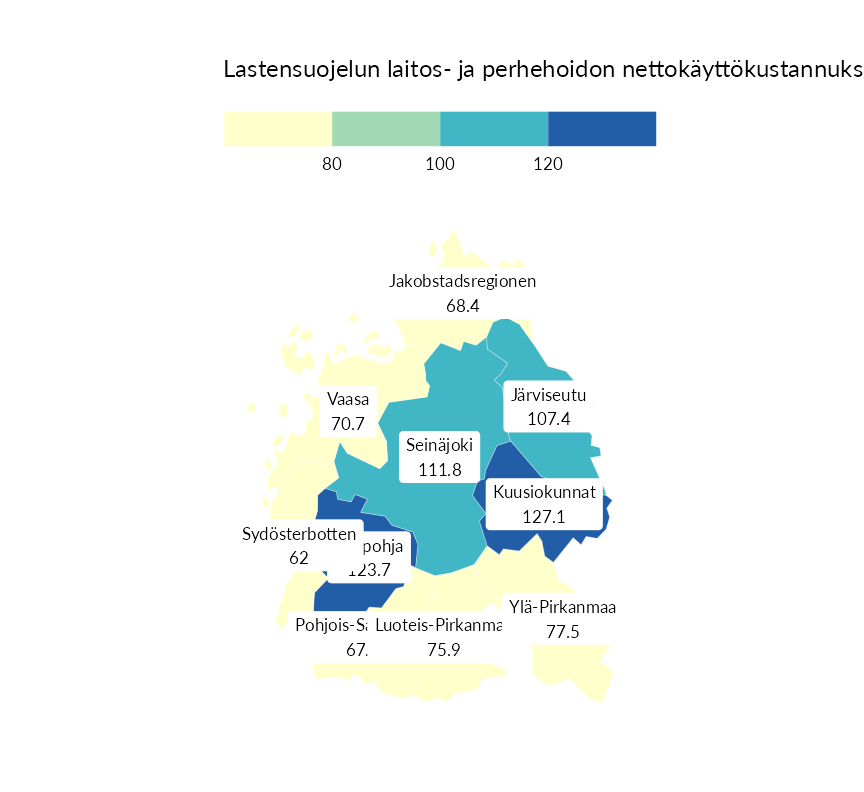 Lastensuojelun laitos- ja perhehoidon nettokäyttökustannuks
80 100 120
Jakobstadsregionen
68.4
Vaasa
70.7
Järviseutu
107.4
Seinäjoki
111.8
Kuusiokunnat
127.1
Sydösterbotten
62
pohja
123.7
Ylä-Pirkanmaa
77.5
Pohjois-Sa
67.
Luoteis-Pirkanma
75.9